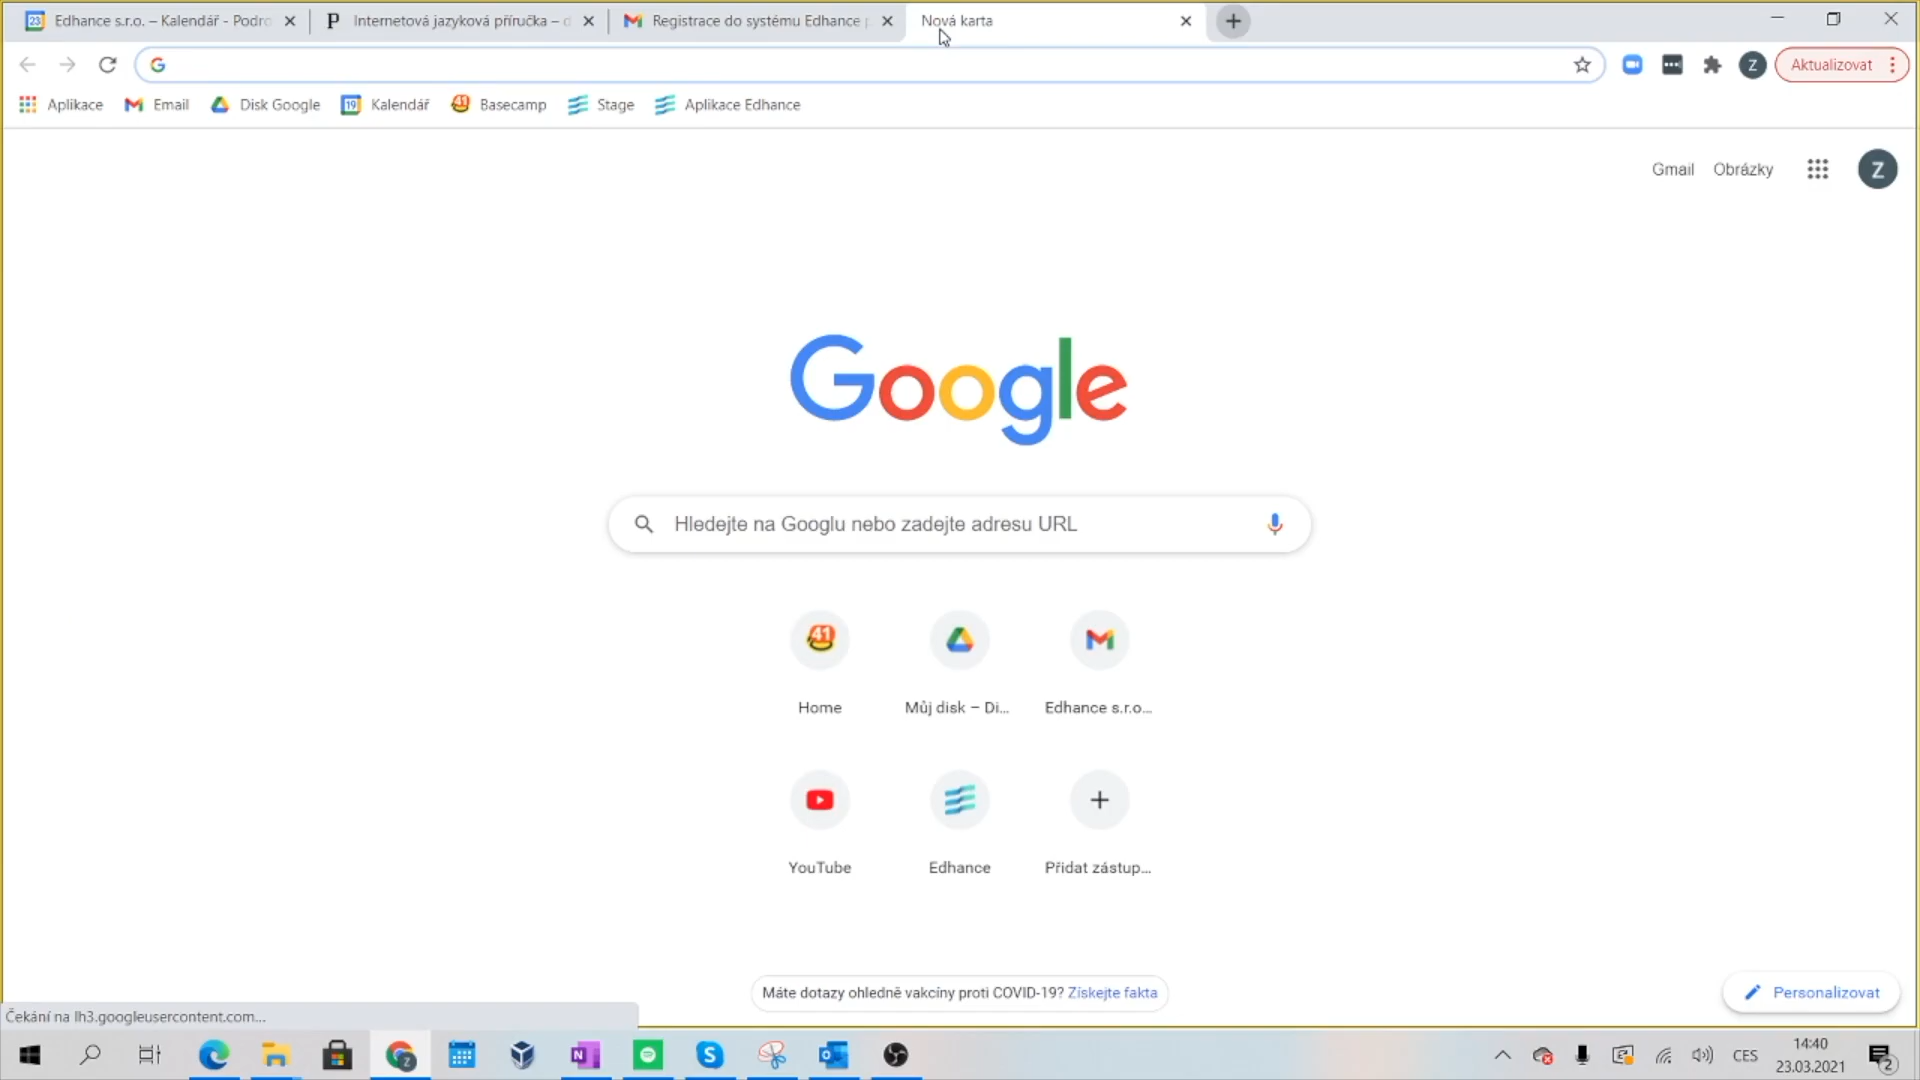 Edhance s.r.o. – Kalendář - Podro
Internetová jazyková příručka – d
Registrace do systému Edhance p
Nová karta
Aktualizovat
Aplikace
Email
Disk Google
Kalendář
Basecamp
Stage
Aplikace Edhance
Gmail
Obrázky
Z
Google
Hledejte na Googlu nebo zadejte adresu URL
Home
Můj disk – Di...
Edhance s.r.o...
YouTube
Edhance
Přidat zástup...
Máte dotazy ohledně vakcíny proti COVID-19? Získejte fakta
Personalizovat
Čekání na lh3.googleusercontent.com...
CES
14:40
23.03.2021
2